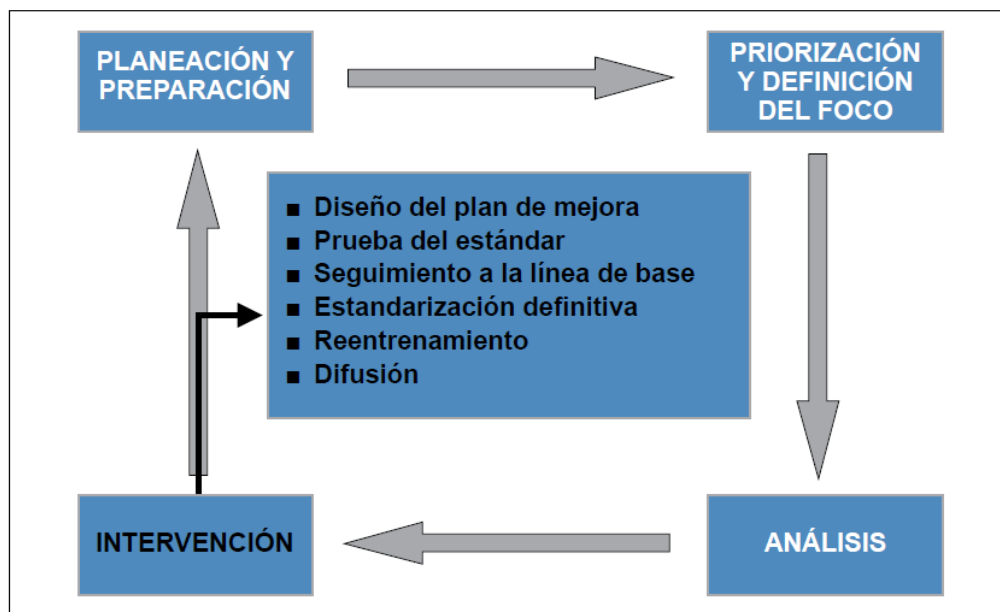 PLANEACIÓN Y
PREPARACIÓN
PRIORIZACIÓN
Y DEFINICIÓN
DEL FOCO
■ Diseño del plan de mejora
■ Prueba del estándar
■ Seguimiento a la línea de base
■ Estandarización definitiva
■ Reentrenamiento
■ Difusión
INTERVENCIÓN
ANÁLISIS